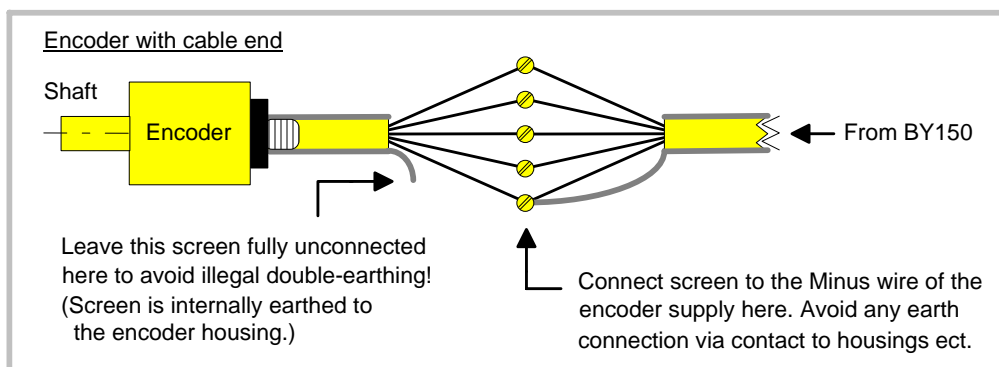 Encoder with cable end
Shaft
Encoder
From BY150
Leave this screen fully unconnected
here to avoid illegal double-earthing!
(Screen is internally earthed to
the encoder housing.)
Connect screen to the Minus wire of the
encoder supply here. Avoid any earth
connection via contact to housings ect.